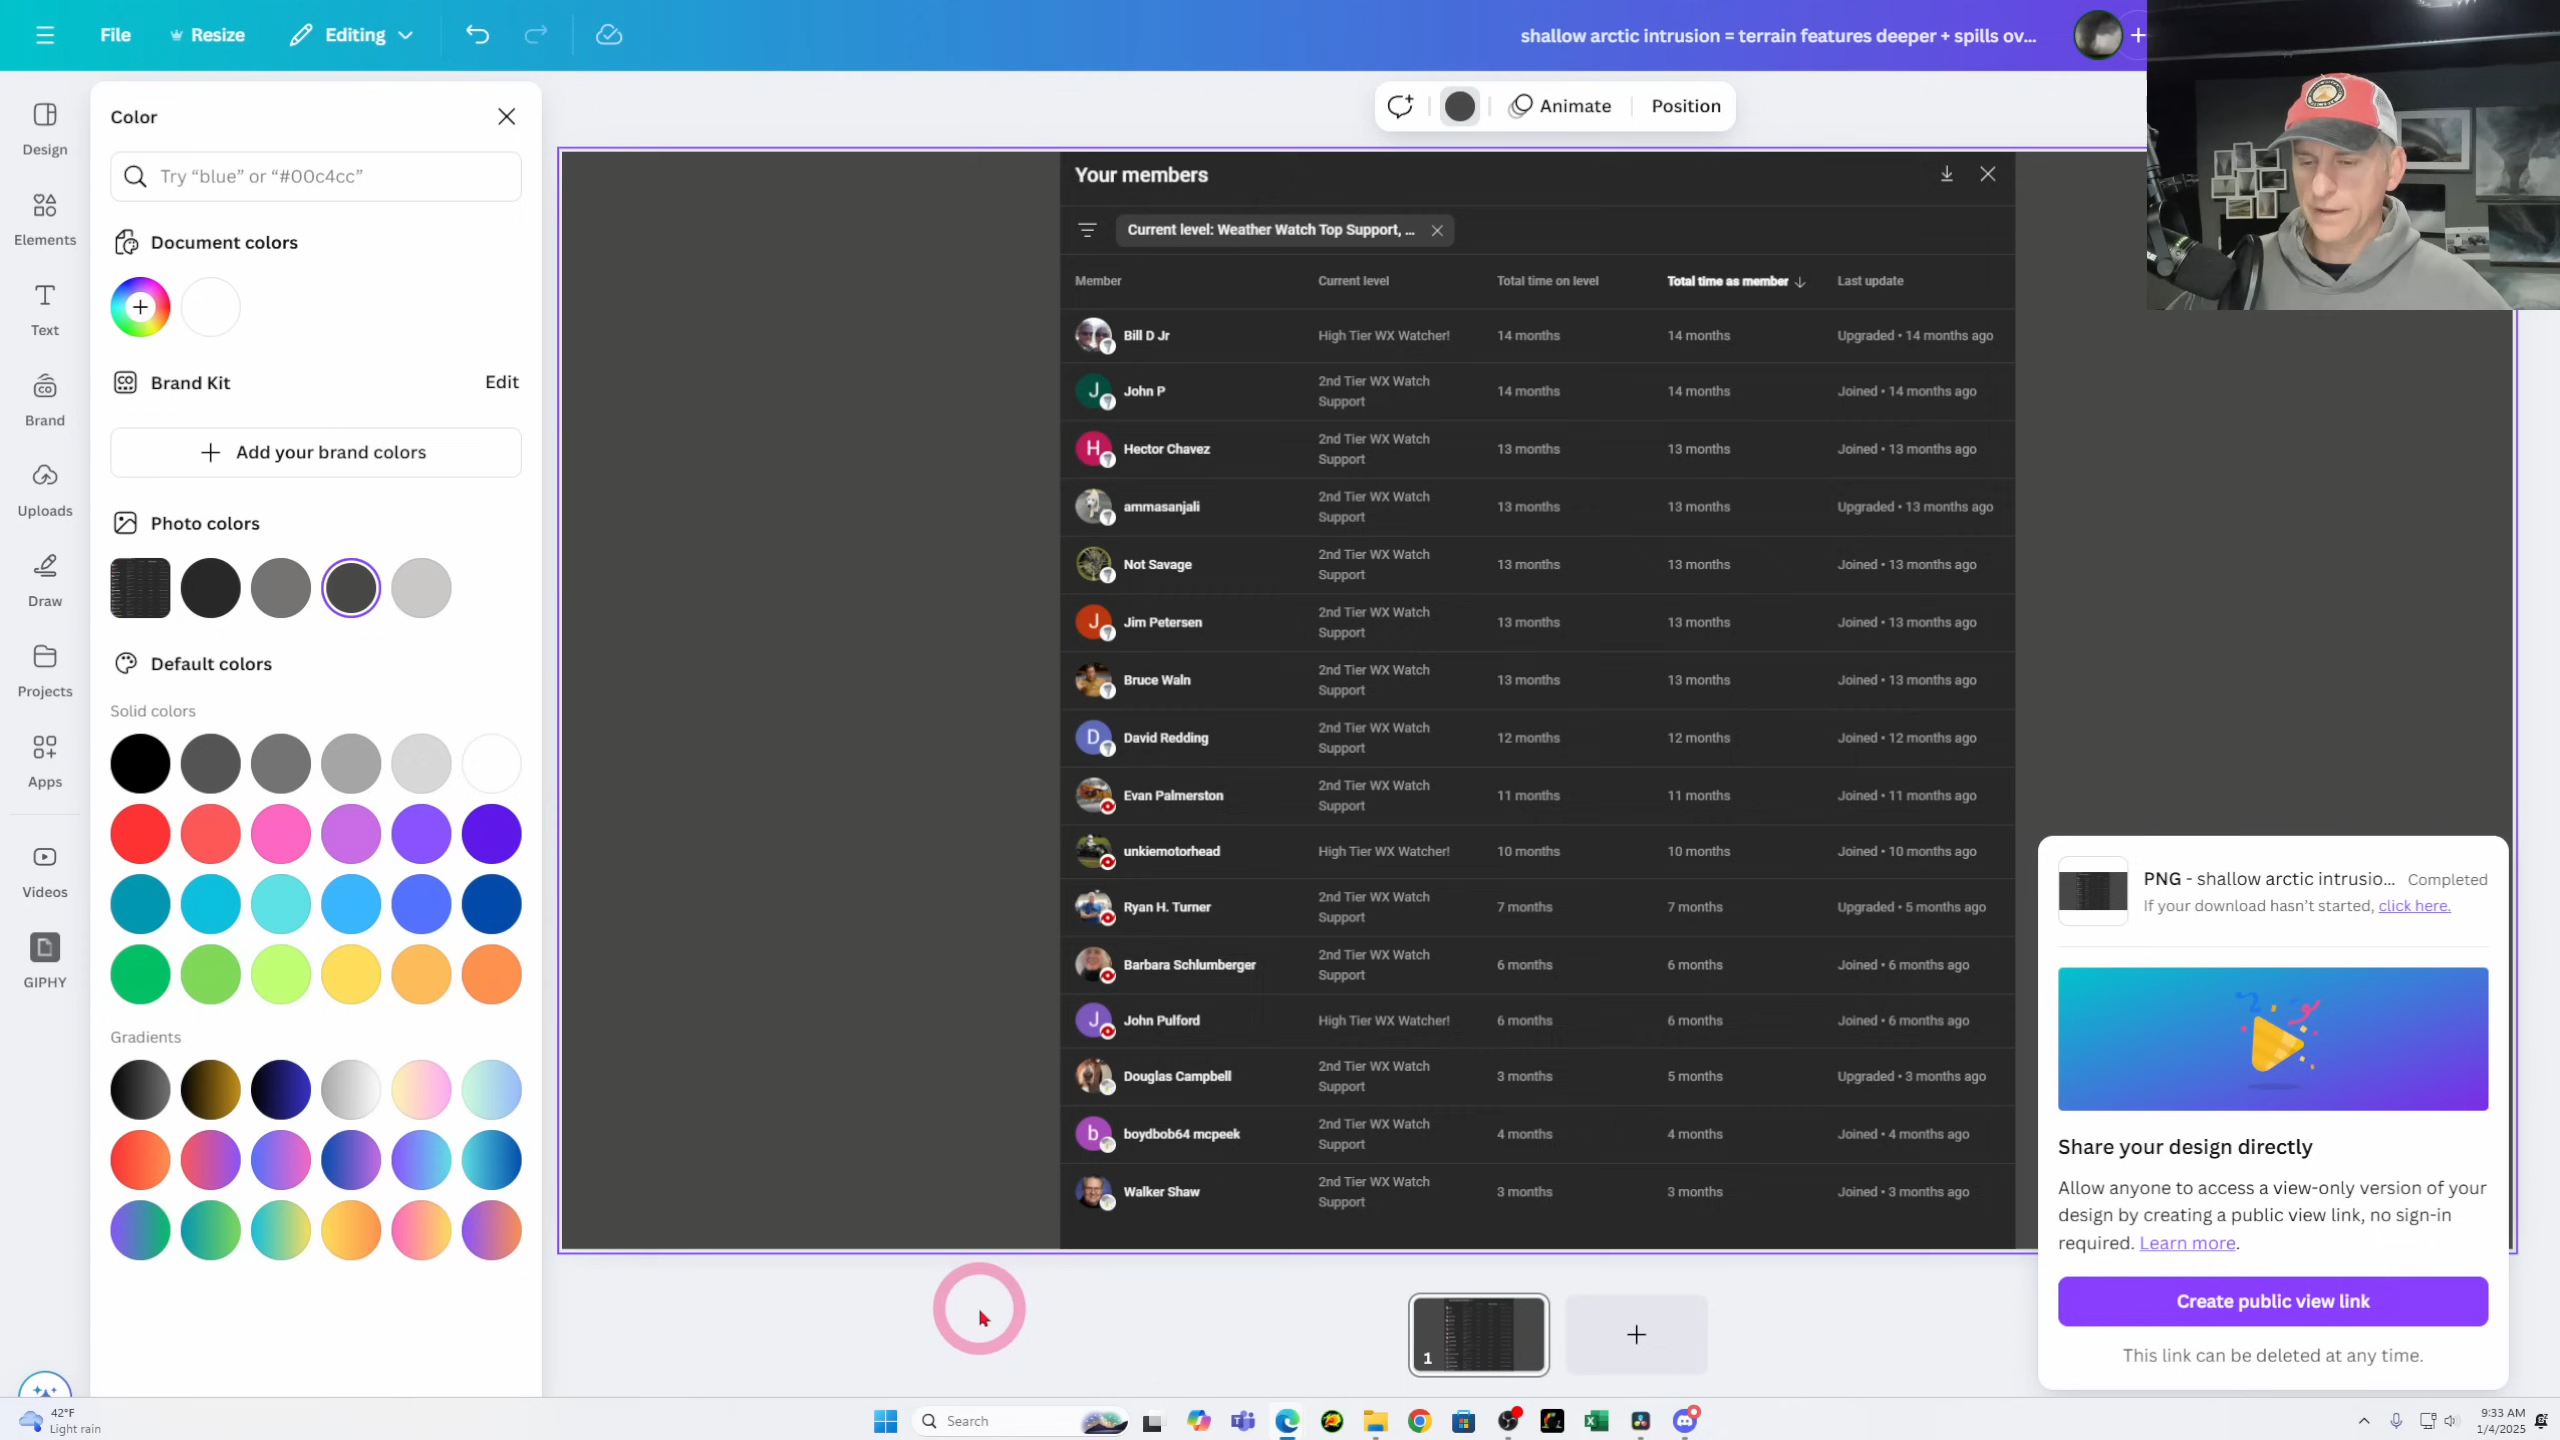 File
Resize
Editing
shallow arctic intrusion = terrain features deeper + spills ov...
Design
Elements
Text
Brand
Uploads
Draw
Projects
Apps
Videos
GIPHY
Color
Try “blue” or “#00c4cc”
Document colors
Brand Kit
Edit
Add your brand colors
Photo colors
Default colors
Solid colors
Gradients
Animate
Position
Your members
Current level: Weather Watch Top Support, ...
Member Current level Total time on level Total time as member Last update
Bill D Jr High Tier WX Watcher! 14 months 14 months Upgraded • 14 months ago
J John P 2nd Tier WX Watch Support 14 months 14 months Joined • 14 months ago
H Hector Chavez 2nd Tier WX Watch Support 13 months 13 months Joined • 13 months ago
ammasanjali 2nd Tier WX Watch Support 13 months 13 months Upgraded • 13 months ago
Not Savage 2nd Tier WX Watch Support 13 months 13 months Joined • 13 months ago
J Jim Petersen 2nd Tier WX Watch Support 13 months 13 months Joined • 13 months ago
Bruce Waln 2nd Tier WX Watch Support 13 months 13 months Joined • 13 months ago
D David Redding 2nd Tier WX Watch Support 12 months 12 months Joined • 12 months ago
Evan Palmerston 2nd Tier WX Watch Support 11 months 11 months Joined • 11 months ago
unkiemotorhead High Tier WX Watcher! 10 months 10 months Joined • 10 months ago
Ryan H. Turner 2nd Tier WX Watch Support 7 months 7 months Upgraded • 5 months ago
Barbara Schlumberger 2nd Tier WX Watch Support 6 months 6 months Joined • 6 months ago
J John Pulford High Tier WX Watcher! 6 months 6 months Joined • 6 months ago
Douglas Campbell 2nd Tier WX Watch Support 3 months 5 months Upgraded • 3 months ago
b boydbob64 mcpeek 2nd Tier WX Watch Support 4 months 4 months Joined • 4 months ago
Walker Shaw 2nd Tier WX Watch Support 3 months 3 months Joined • 3 months ago
PNG - shallow arctic intrusio... Completed
If your download hasn’t started, click here.
Share your design directly
Allow anyone to access a view-only version of your
design by creating a public view link, no sign-in
required. Learn more.
Create public view link
This link can be deleted at any time.
1
42°F
Light rain
Search
9:33 AM
1/4/2025